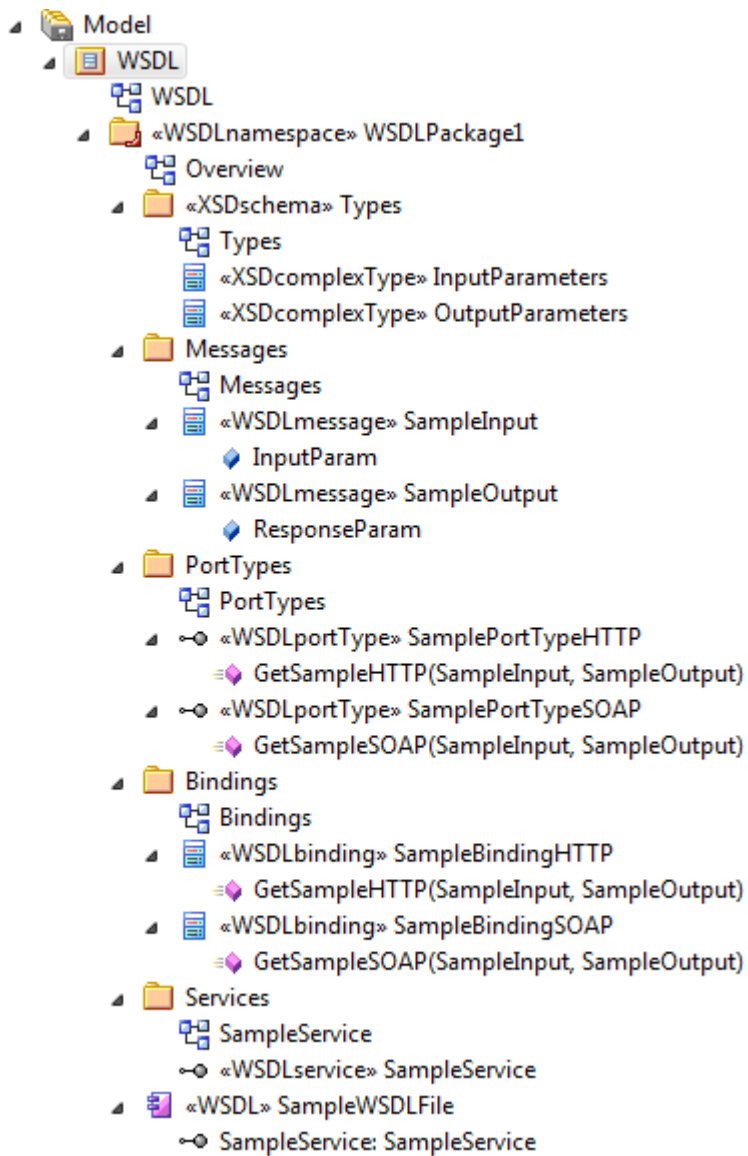 Model
WSDL
WSDL
«WSDLnamespace» WSDLPackage1
Overview
«XSDschema» Types
Types
«XSDcomplexType» InputParameters
«XSDcomplexType» OutputParameters
Messages
Messages
«WSDLmessage» SampleInput
InputParam
«WSDLmessage» SampleOutput
ResponseParam
PortTypes
PortTypes
«WSDLportType» SamplePortTypeHTTP
GetSampleHTTP(SampleInput, SampleOutput)
«WSDLportType» SamplePortTypeSOAP
GetSampleSOAP(SampleInput, SampleOutput)
Bindings
Bindings
«WSDLbinding» SampleBindingHTTP
GetSampleHTTP(SampleInput, SampleOutput)
«WSDLbinding» SampleBindingSOAP
GetSampleSOAP(SampleInput, SampleOutput)
Services
SampleService
«WSDLservice» SampleService
«WSDL» SampleWSDLFile
SampleService: SampleService